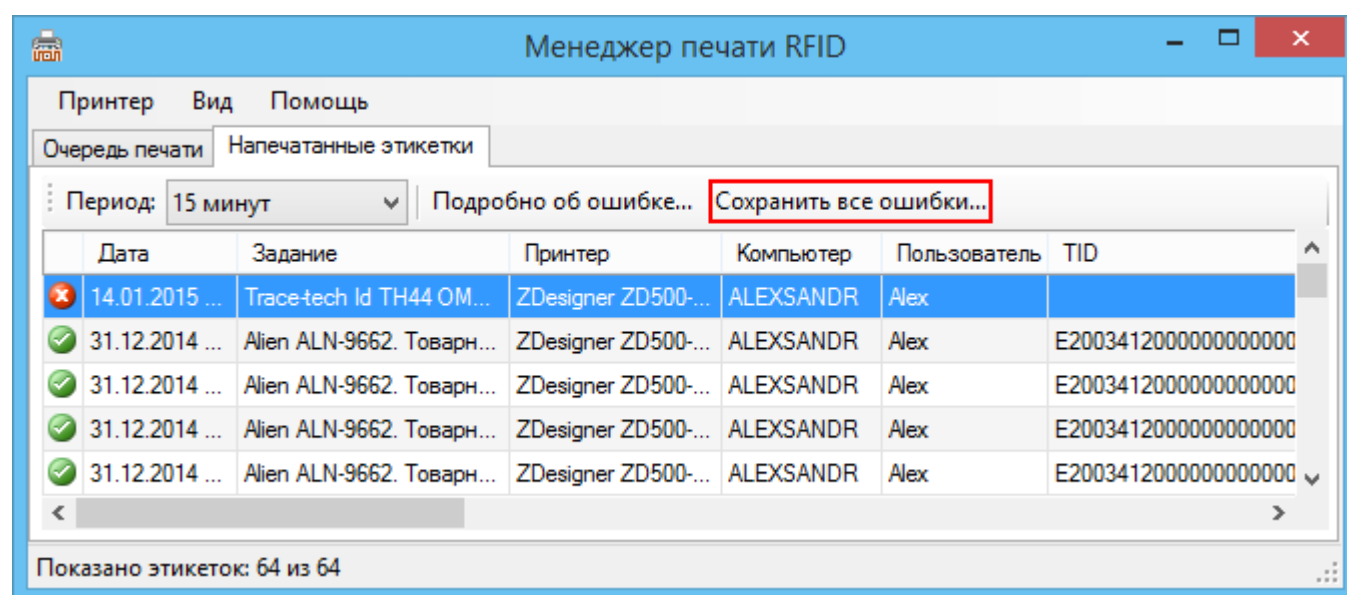 Менеджер печати RFID
Принтер Вид Помощь
Очередь печати Напечатанные этикетки
Период: 15 минут Подробно об ошибке... Сохранить все ошибки...
Дата Задание Принтер Компьютер Пользователь TID
14.01.2015 ... Trace-tech Id TH44 OM... ZDesigner ZD500-... ALEXSANDR Alex
31.12.2014 ... Alien ALN-9662. Товарн... ZDesigner ZD500-... ALEXSANDR Alex E2003412000000000000
31.12.2014 ... Alien ALN-9662. Товарн... ZDesigner ZD500-... ALEXSANDR Alex E2003412000000000000
31.12.2014 ... Alien ALN-9662. Товарн... ZDesigner ZD500-... ALEXSANDR Alex E2003412000000000000
31.12.2014 ... Alien ALN-9662. Товарн... ZDesigner ZD500-... ALEXSANDR Alex E2003412000000000000
Показано этикеток: 64 из 64